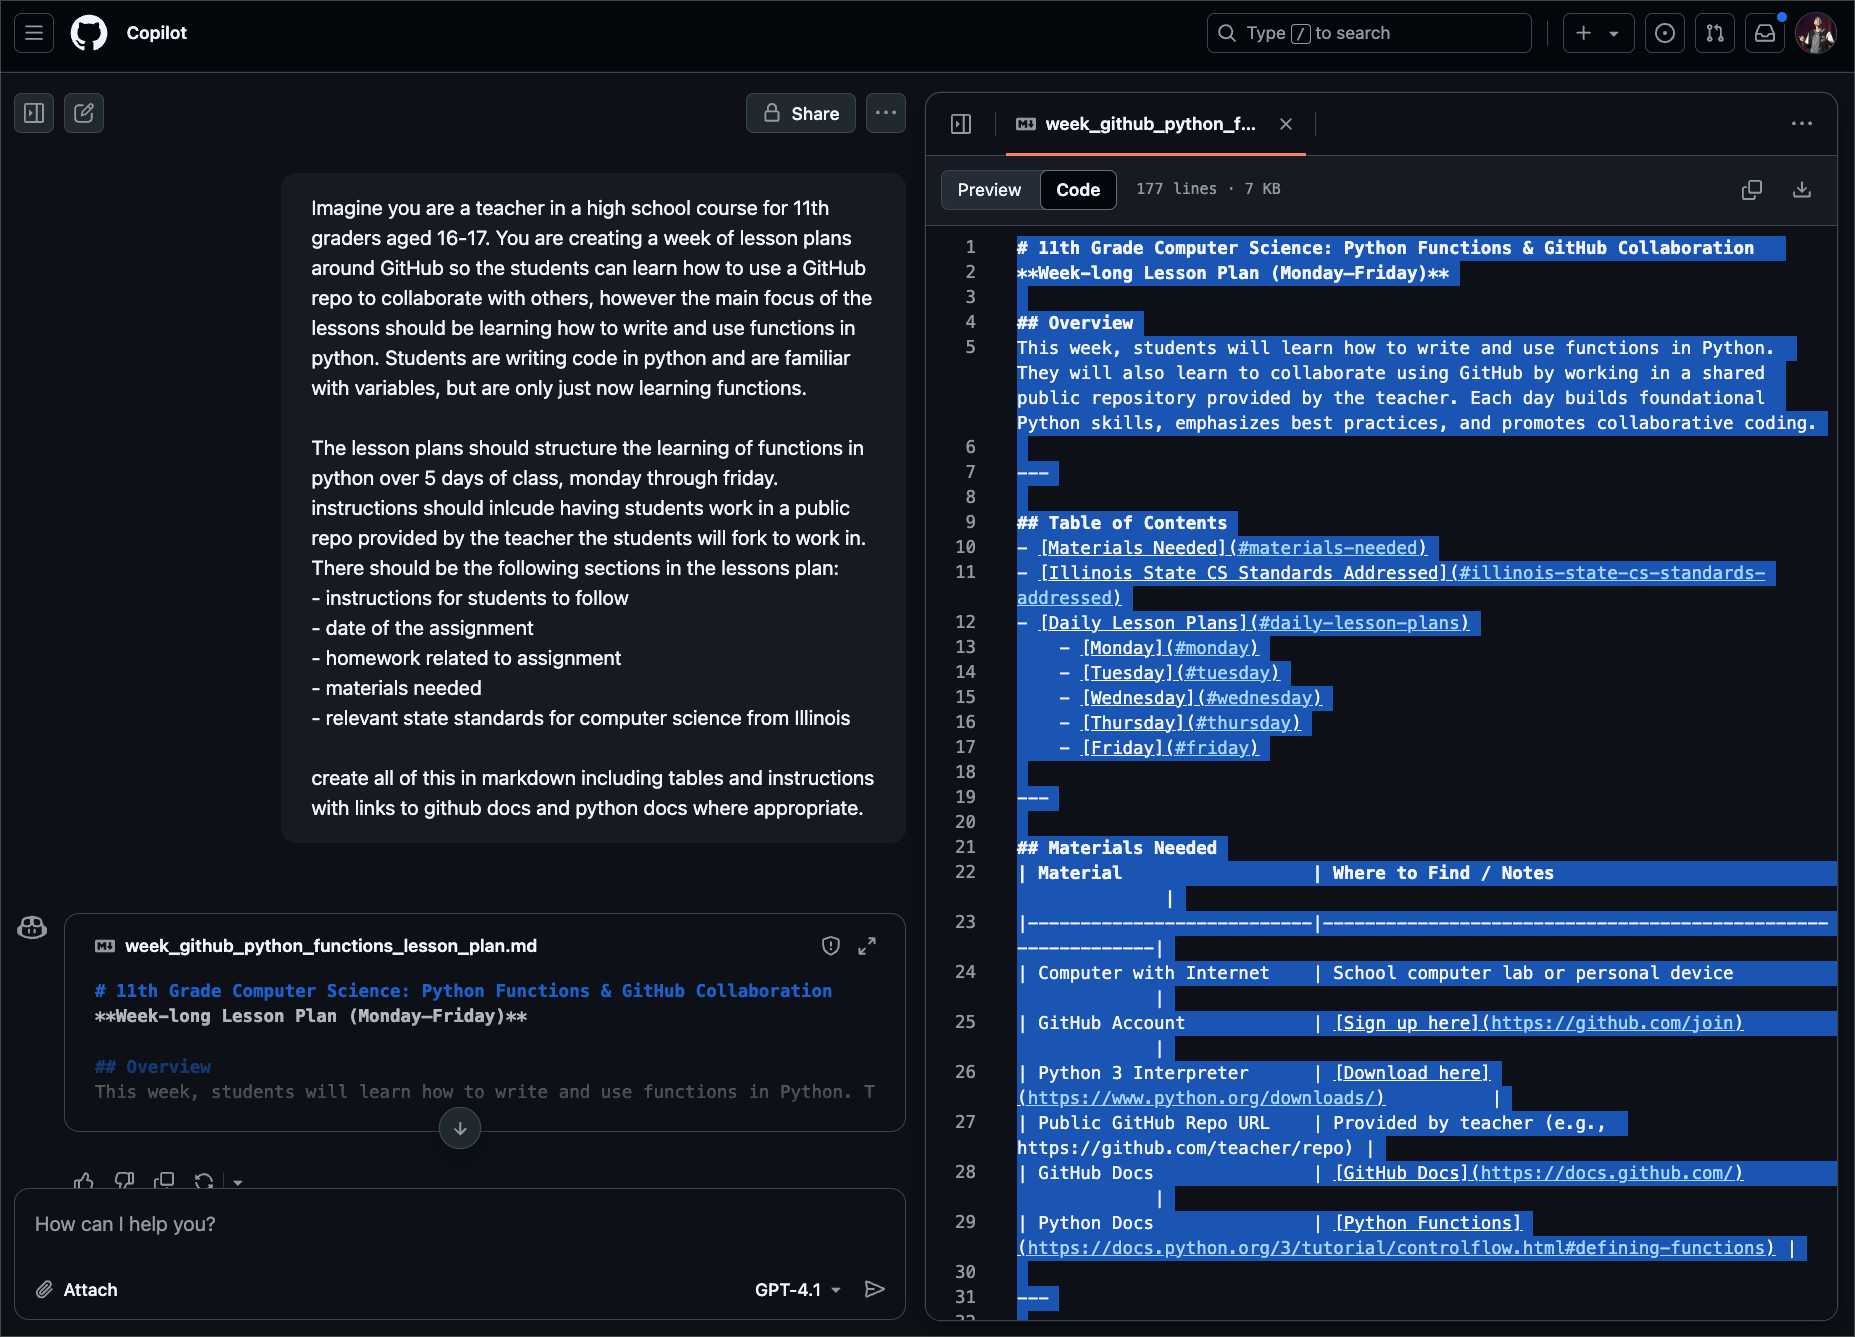 Copilot
Type / to search
Share
Imagine you are a teacher in a high school course for 11th
graders aged 16-17. You are creating a week of lesson plans
around GitHub so the students can learn how to use a GitHub
repo to collaborate with others, however the main focus of the
lessons should be learning how to write and use functions in
python. Students are writing code in python and are familiar
with variables, but are only just now learning functions.
The lesson plans should structure the learning of functions in
python over 5 days of class, monday through friday.
instructions should inlcude having students work in a public
repo provided by the teacher the students will fork to work in.
There should be the following sections in the lessons plan:
- instructions for students to follow
- date of the assignment
- homework related to assignment
- materials needed
- relevant state standards for computer science from Illinois
create all of this in markdown including tables and instructions
with links to github docs and python docs where appropriate.
week_github_python_functions_lesson_plan.md
# 11th Grade Computer Science: Python Functions & GitHub Collaboration
**Week-long Lesson Plan (Monday–Friday)**
## Overview
This week, students will learn how to write and use functions in Python. T
How can I help you?
Attach
GPT-4.1
week_github_python_f...
Preview
Code
177 lines · 7 KB
1 # 11th Grade Computer Science: Python Functions & GitHub Collaboration
2 **Week-long Lesson Plan (Monday–Friday)**
3
4 ## Overview
5 This week, students will learn how to write and use functions in Python.
They will also learn to collaborate using GitHub by working in a shared
public repository provided by the teacher. Each day builds foundational
Python skills, emphasizes best practices, and promotes collaborative coding.
6
7 ---
8
9 ## Table of Contents
10 - [Materials Needed](#materials-needed)
11 - [Illinois State CS Standards Addressed](#illinois-state-cs-standards-
addressed)
12 - [Daily Lesson Plans](#daily-lesson-plans)
13 - [Monday](#monday)
14 - [Tuesday](#tuesday)
15 - [Wednesday](#wednesday)
16 - [Thursday](#thursday)
17 - [Friday](#friday)
18
19 ---
20
21 ## Materials Needed
22 | Material | Where to Find / Notes
|
23 |---------------------------|------------------------------------------------
-------------|
24 | Computer with Internet | School computer lab or personal device
|
25 | GitHub Account | [Sign up here](https://github.com/join)
|
26 | Python 3 Interpreter | [Download here]
(https://www.python.org/downloads/) |
27 | Public GitHub Repo URL | Provided by teacher (e.g.,
https://github.com/teacher/repo) |
28 | GitHub Docs | [GitHub Docs](https://docs.github.com/)
|
29 | Python Docs | [Python Functions]
(https://docs.python.org/3/tutorial/controlflow.html#defining-functions) |
30
31 ---